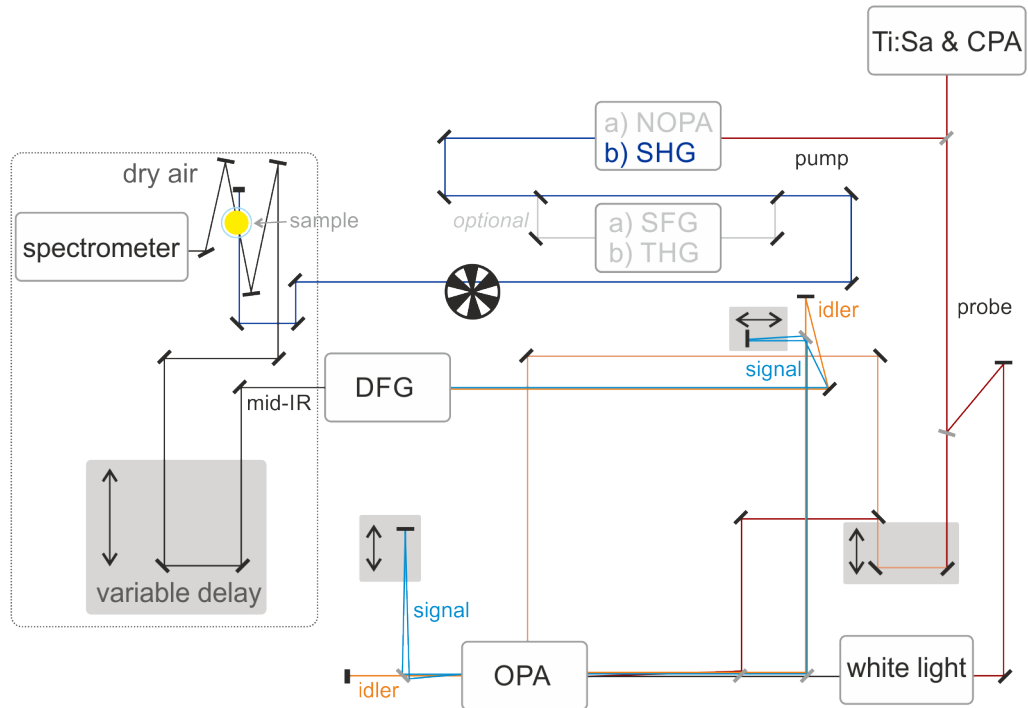 Ti:Sa & CPA
a) NOPA
b) SHG
pump
dry air
sample
optional
a) SFG
b) THG
spectrometer
idler
probe
signal
DFG
mid-IR
variable delay
signal
OPA
white light
idler